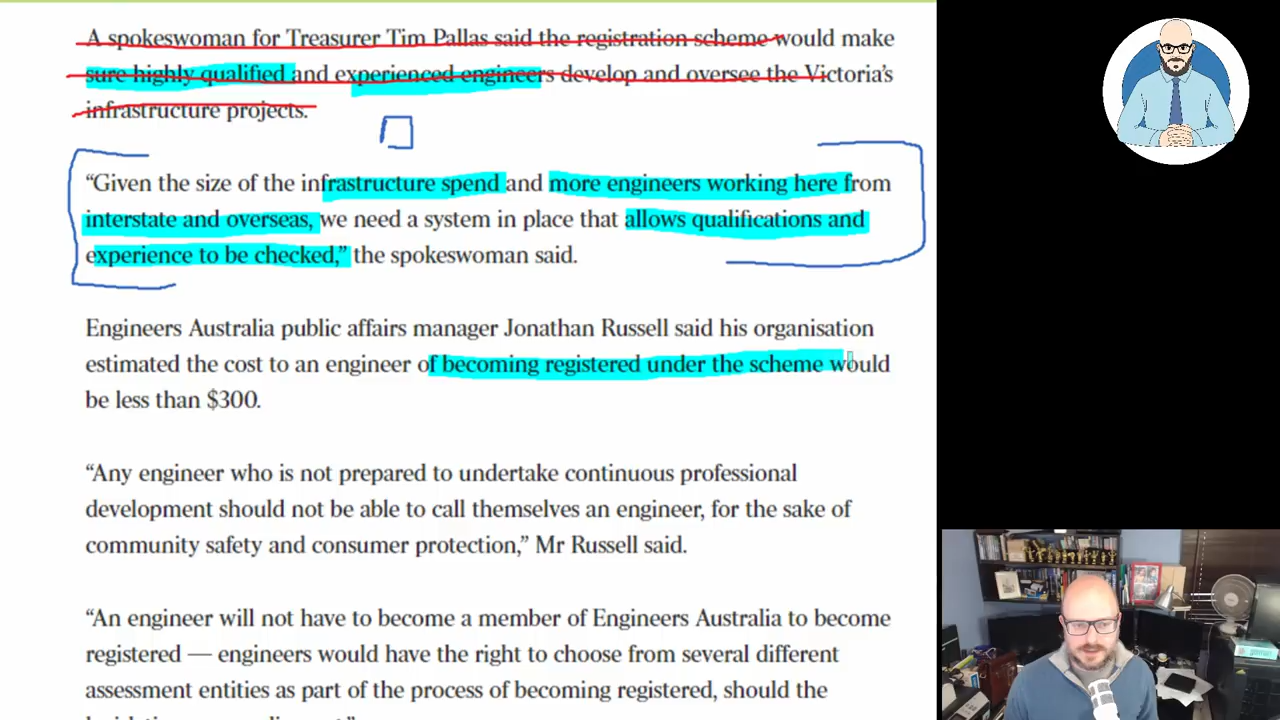 A spokeswoman for Treasurer Tim Pallas said the registration scheme would make
sure highly qualified and experienced engineers develop and oversee the Victoria’s
infrastructure projects.
“Given the size of the infrastructure spend and more engineers working here from
interstate and overseas, we need a system in place that allows qualifications and
experience to be checked,” the spokeswoman said.
Engineers Australia public affairs manager Jonathan Russell said his organisation
estimated the cost to an engineer of becoming registered under the scheme would
be less than $300.
“Any engineer who is not prepared to undertake continuous professional
development should not be able to call themselves an engineer, for the sake of
community safety and consumer protection,” Mr Russell said.
“An engineer will not have to become a member of Engineers Australia to become
registered — engineers would have the right to choose from several different
assessment entities as part of the process of becoming registered, should the